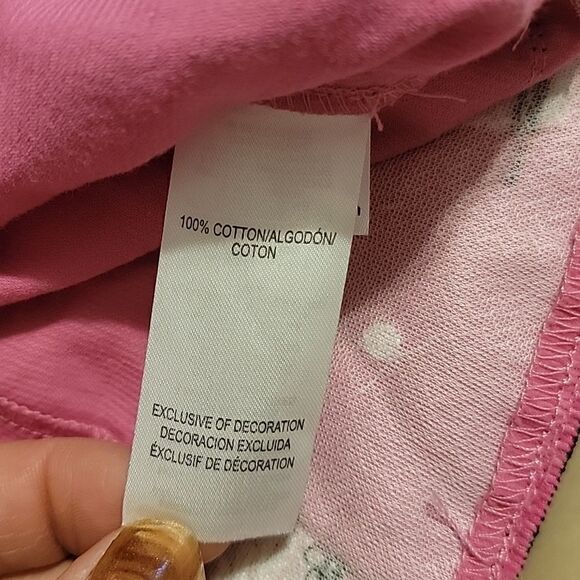 100% COTTON/ALGODÓN/
COTON
EXCLUSIVE OF DECORATION
DECORACION EXCLUIDA
ÉXCLUSIF DE DÉCORATION